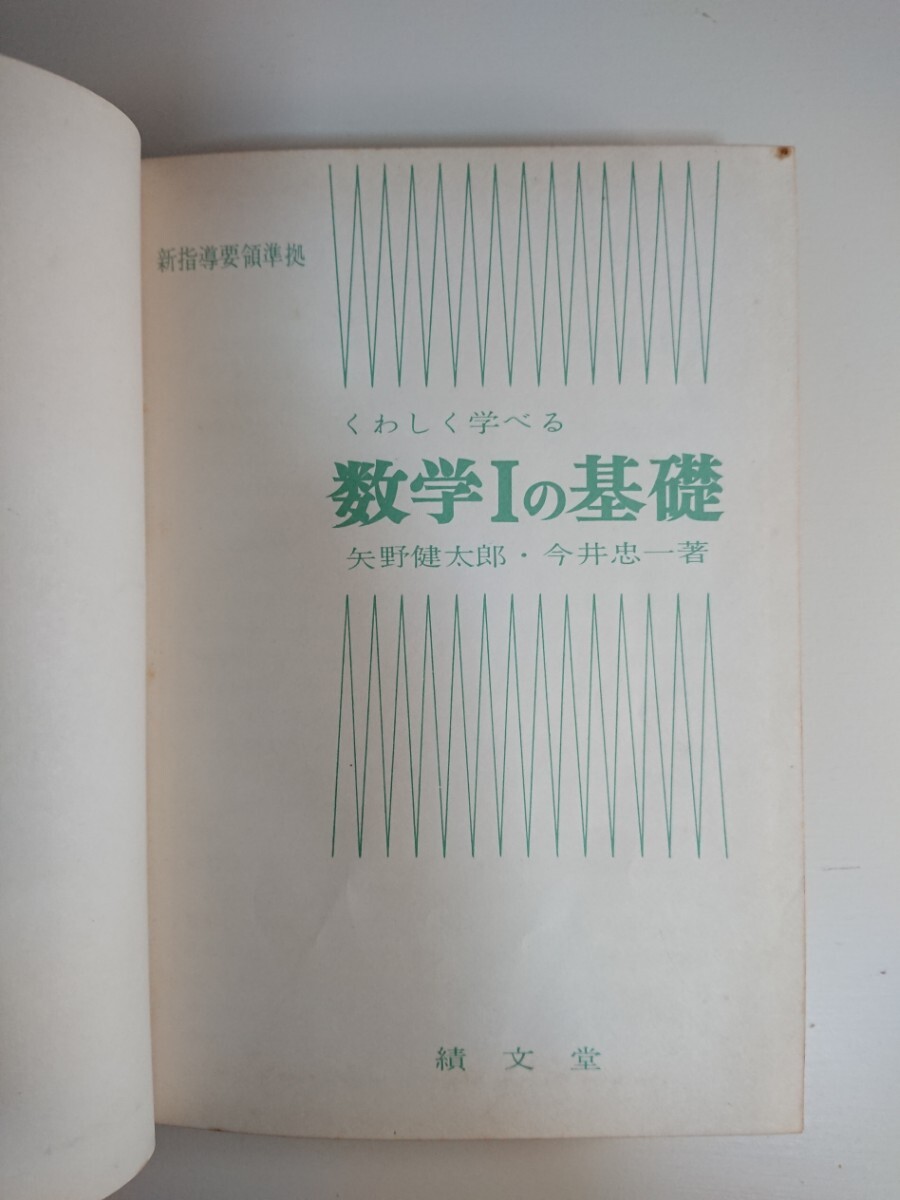 新指導要領準拠
くわしく学べる
数学Iの基礎
矢野健太郎・今井忠一著
績文堂